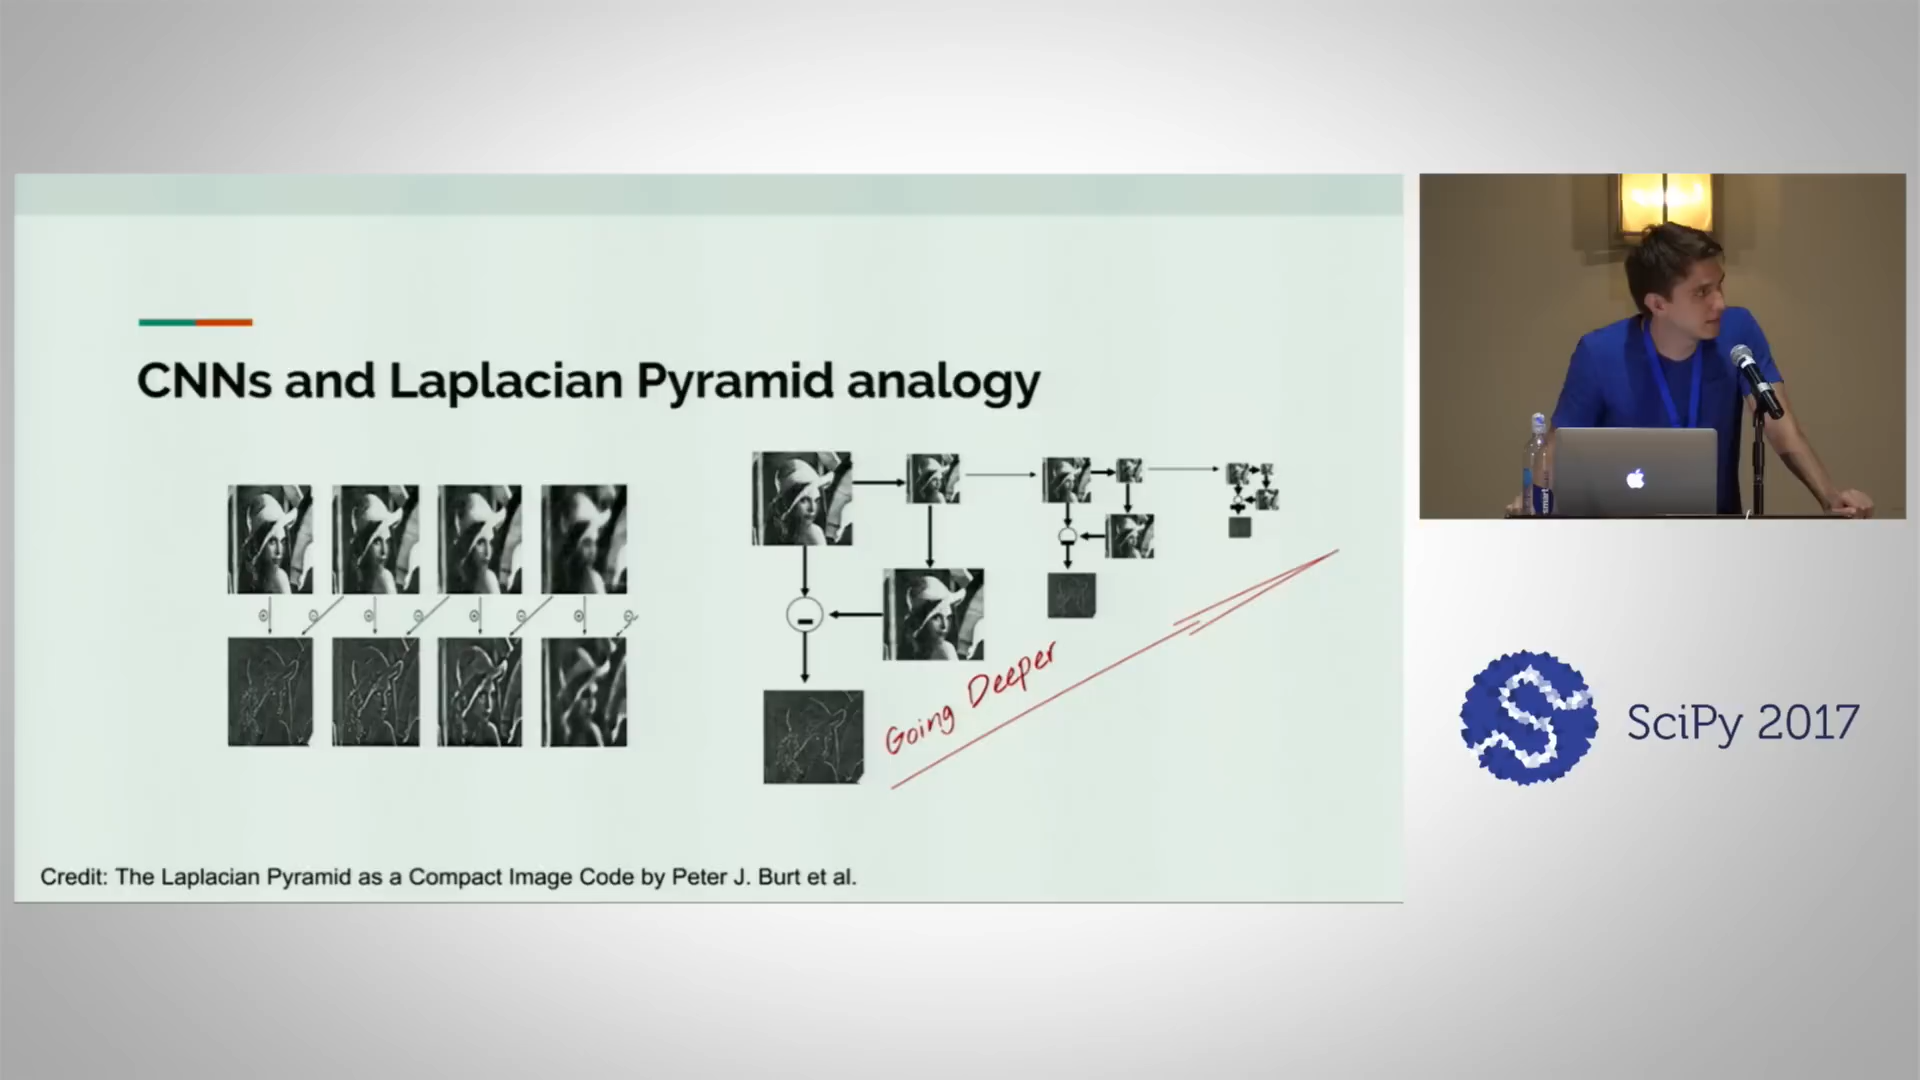 CNNs and Laplacian Pyramid analogy
Going Deeper
Credit: The Laplacian Pyramid as a Compact Image Code by Peter J. Burt et al.
smart
SciPy 2017